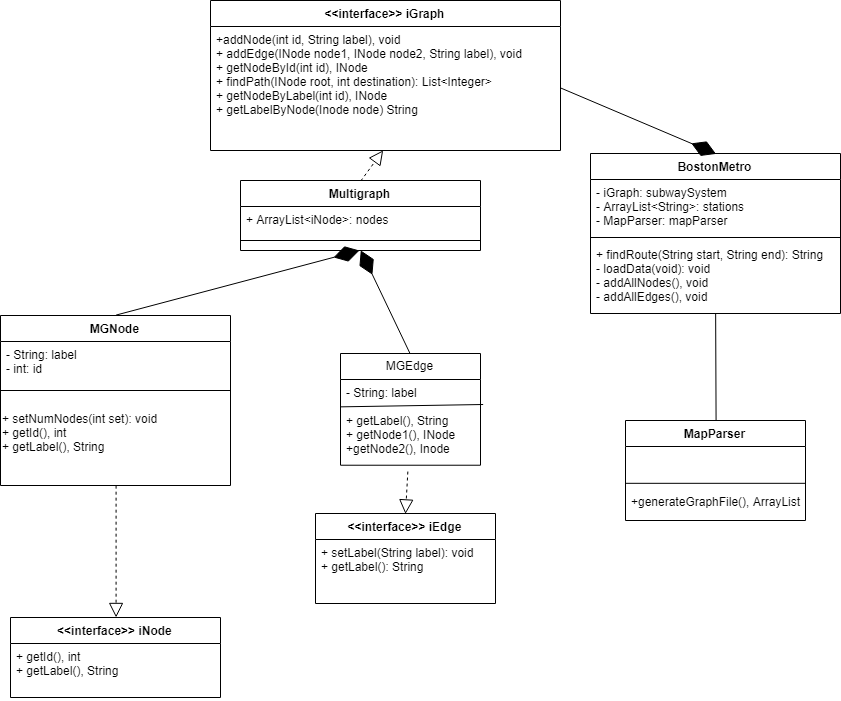 <<interface>> iGraph
+addNode(int id, String label), void
+ addEdge(INode node1, INode node2, String label), void
+ getNodeById(int id), INode
+ findPath(INode root, int destination): List<Integer>
+ getNodeByLabel(int id), INode
+ getLabelByNode(Inode node) String
Multigraph
+ ArrayList<iNode>: nodes
BostonMetro
- iGraph: subwaySystem
- ArrayList<String>: stations
- MapParser: mapParser
+ findRoute(String start, String end): String
- loadData(void): void
- addAllNodes(), void
- addAllEdges(), void
MGNode
- String: label
- int: id
+ setNumNodes(int set): void
+ getId(), int
+ getLabel(), String
MGEdge
- String: label
+ getLabel(), String
+ getNode1(), INode
+getNode2(), Inode
MapParser
+generateGraphFile(), ArrayList
<<interface>> iEdge
+ setLabel(String label): void
+ getLabel(): String
<<interface>> iNode
+ getId(), int
+ getLabel(), String